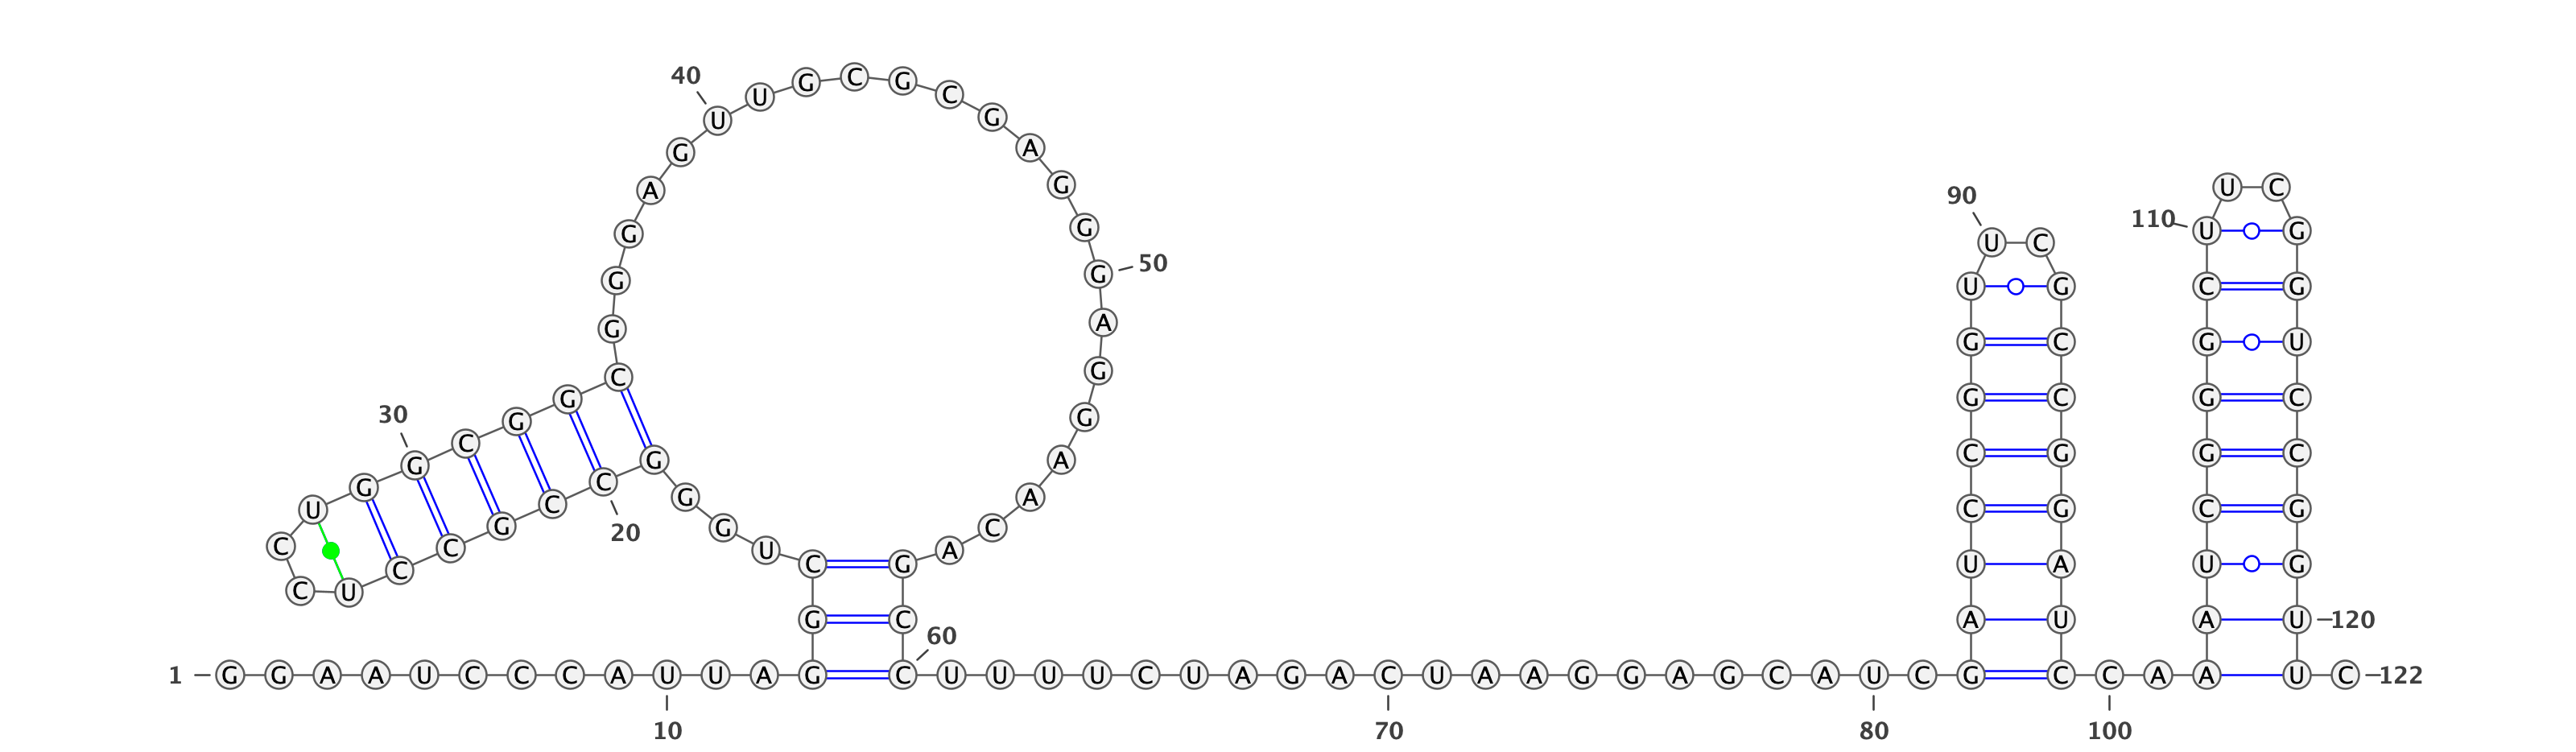 1
G G A A U C C C A U U A G
10
G C U G G G C
20
C G C C U C C U G G
30
C G G C G G G A G U
40
U G C G C G A G G G
50
A G G A A C A G C C
60
U U U U C U A G A C
70
U A A G G A G C A U
80
C G A U C C G G U U
90
C G C C G G A U C C
100
A A A U C G G G C U
110
U C G G U C C G G U
120
U C
122